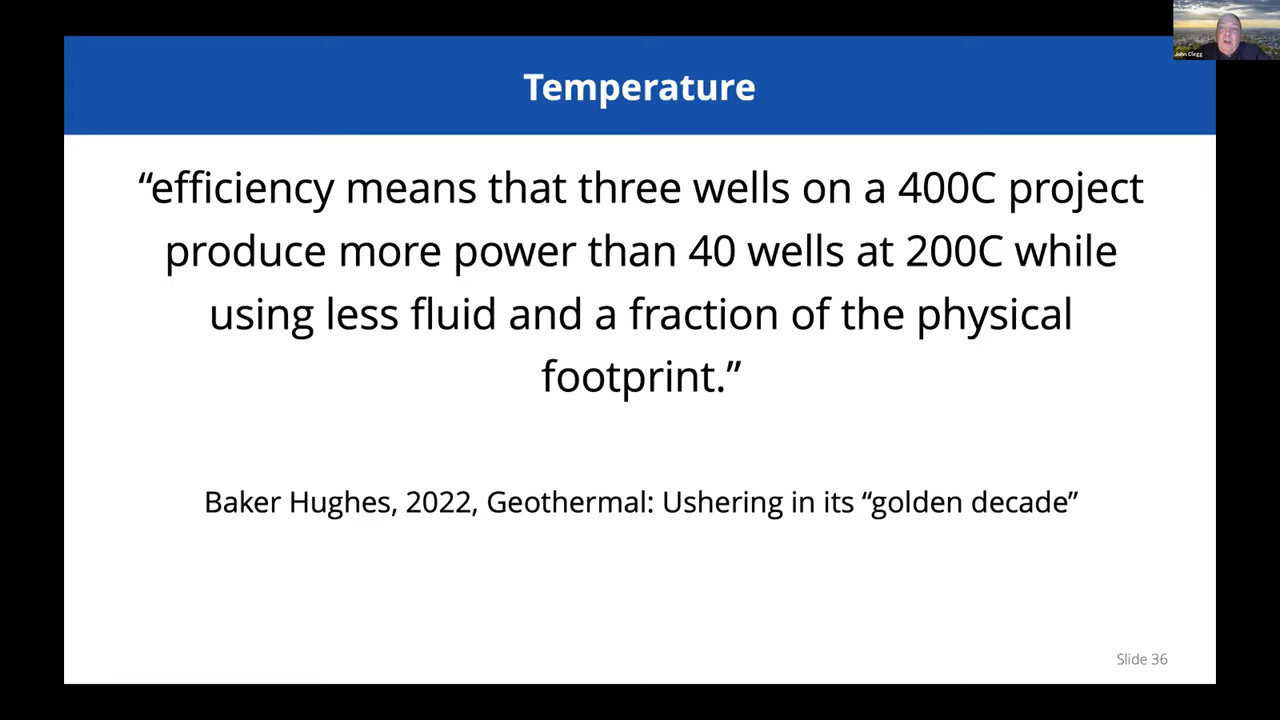 John Clegg
Temperature
“efficiency means that three wells on a 400C project
produce more power than 40 wells at 200C while
using less fluid and a fraction of the physical
footprint.”
Baker Hughes, 2022, Geothermal: Ushering in its “golden decade”
Slide 36